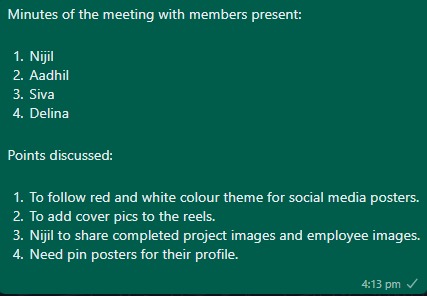 Minutes of the meeting with members present:
1. Nijil
2. Aadhil
3. Siva
4. Delina
Points discussed:
1. To follow red and white colour theme for social media posters.
2. To add cover pics to the reels.
3. Nijil to share completed project images and employee images.
4. Need pin posters for their profile.
4:13 pm